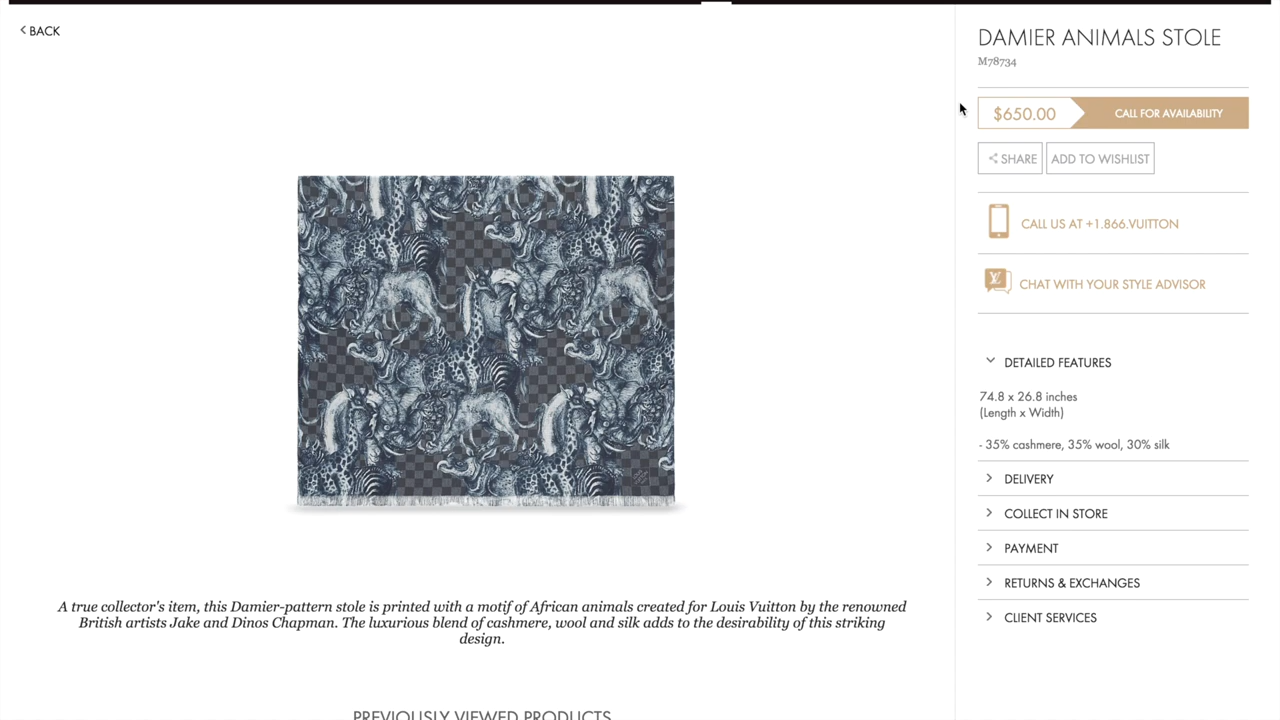 BACK
DAMIER ANIMALS STOLE
M78734
$650.00
CALL FOR AVAILABILITY
SHARE
ADD TO WISHLIST
CALL US AT +1.866.VUITTON
CHAT WITH YOUR STYLE ADVISOR
DETAILED FEATURES
74.8 x 26.8 inches
(Length x Width)
- 35% cashmere, 35% wool, 30% silk
DELIVERY
COLLECT IN STORE
PAYMENT
RETURNS & EXCHANGES
CLIENT SERVICES
A true collector's item, this Damier-pattern stole is printed with a motif of African animals created for Louis Vuitton by the renowned
British artists Jake and Dinos Chapman. The luxurious blend of cashmere, wool and silk adds to the desirability of this striking
design.
PREVIOUSLY VIEWED PRODUCTS